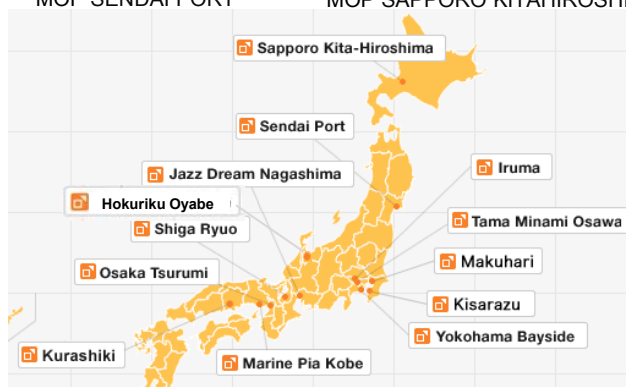 MOP SENDAI PORT
MOP SAPPORO KITAHIROSHI
Sapporo Kita-Hiroshima
Sendai Port
Jazz Dream Nagashima
Iruma
Hokuriku Oyabe
Shiga Ryuo
Tama Minami Osawa
Osaka Tsurumi
Makuhari
Kisarazu
Yokohama Bayside
Kurashiki
Marine Pia Kobe